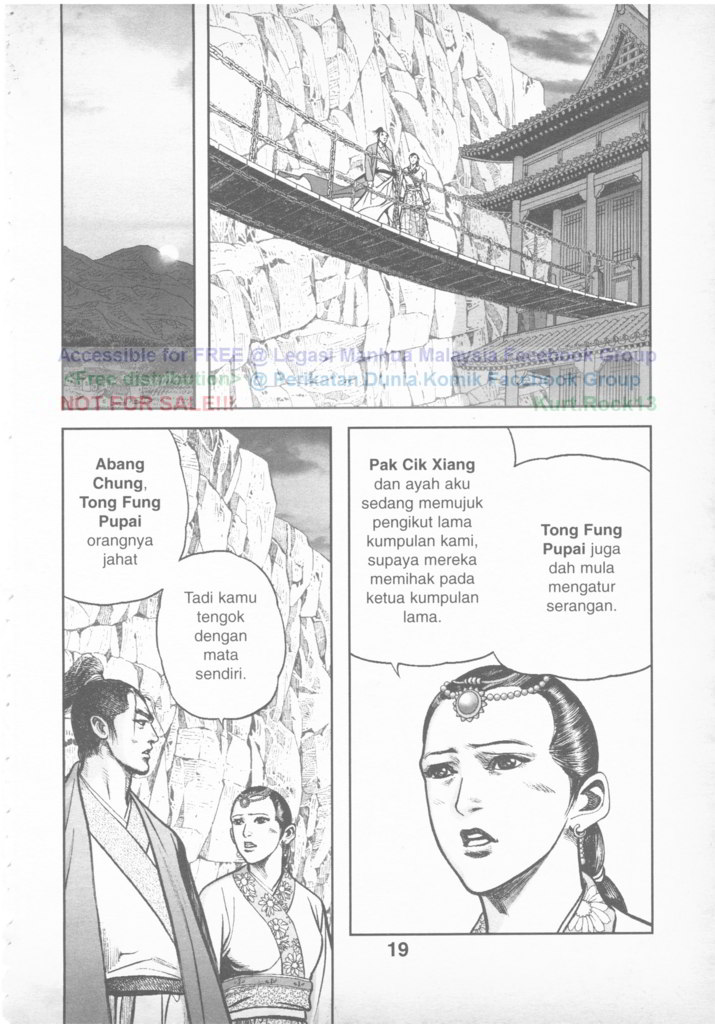 Accessible for FREE @ Legasi Manhua Malaysia Facebook Group
<Free distribution> @ Perikatan Dunia Komik Facebook Group
NOT FOR SALE!!! Kurt.Rock13
Tong Fung
Pupai juga
dah mula
mengatur
serangan.
Pak Cik Xiang
dan ayah aku
sedang memujuk
pengikut lama
kumpulan kami,
supaya mereka
memihak pada
ketua kumpulan
lama.
Abang
Chung,
Tong Fung
Pupai
orangnya
jahat
Tadi kamu
tengok
dengan
mata
sendiri.
19